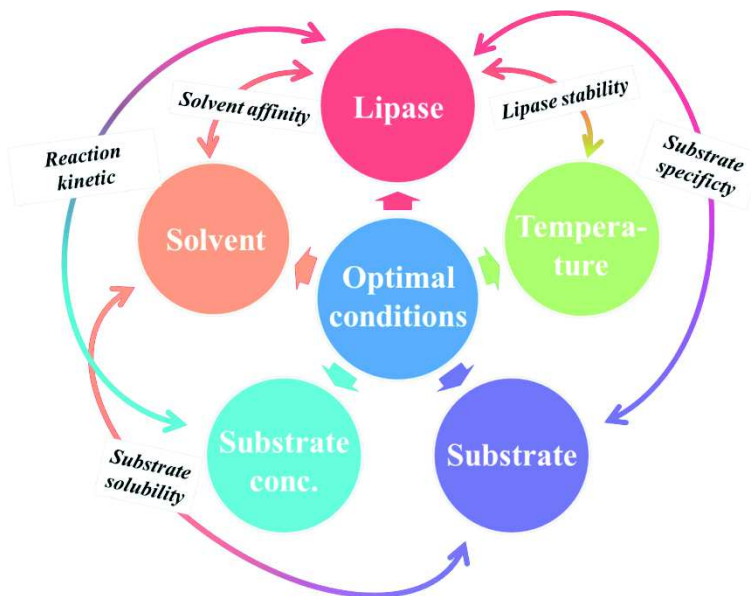 Lipase
Solvent affinity
Lipase stability
Reaction
kinetic
Substrate
specificty
Solvent
Tempera-
ture
Optimal
conditions
Substrate
conc.
Substrate
Substrate
solubility